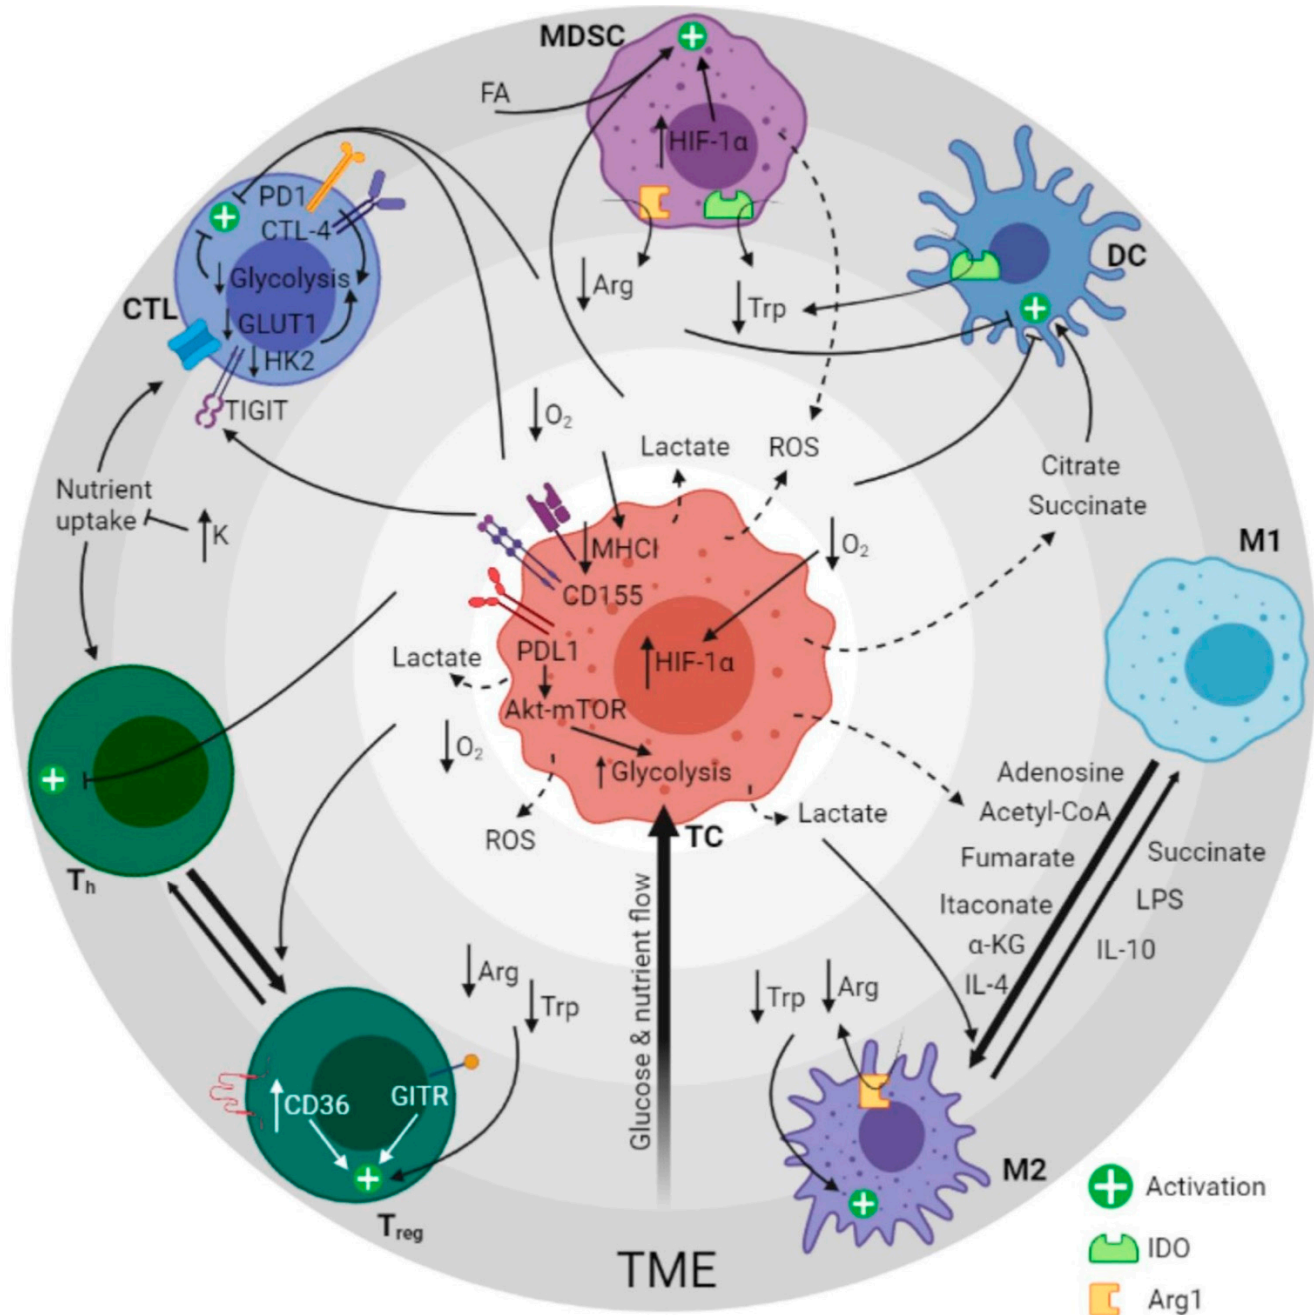 MDSC
FA
HIF-1α
PD1
CTL-4
Glycolysis
GLUT1
HK2
CTL
TIGIT
Arg
Trp
DC
O2
Lactate
ROS
Citrate
Succinate
Nutrient
uptake
K
MHCI
CD155
O2
M1
PDL1
HIF-1α
Lactate
Akt-mTOR
O2
Glycolysis
ROS
TC
Lactate
Adenosine
Acetyl-CoA
Fumarate
Itaconate
α-KG
IL-4
Succinate
LPS
IL-10
Th
Glucose & nutrient flow
Arg
Trp
Trp
Arg
CD36
GITR
Treg
M2
TME
Activation
IDO
Arg1